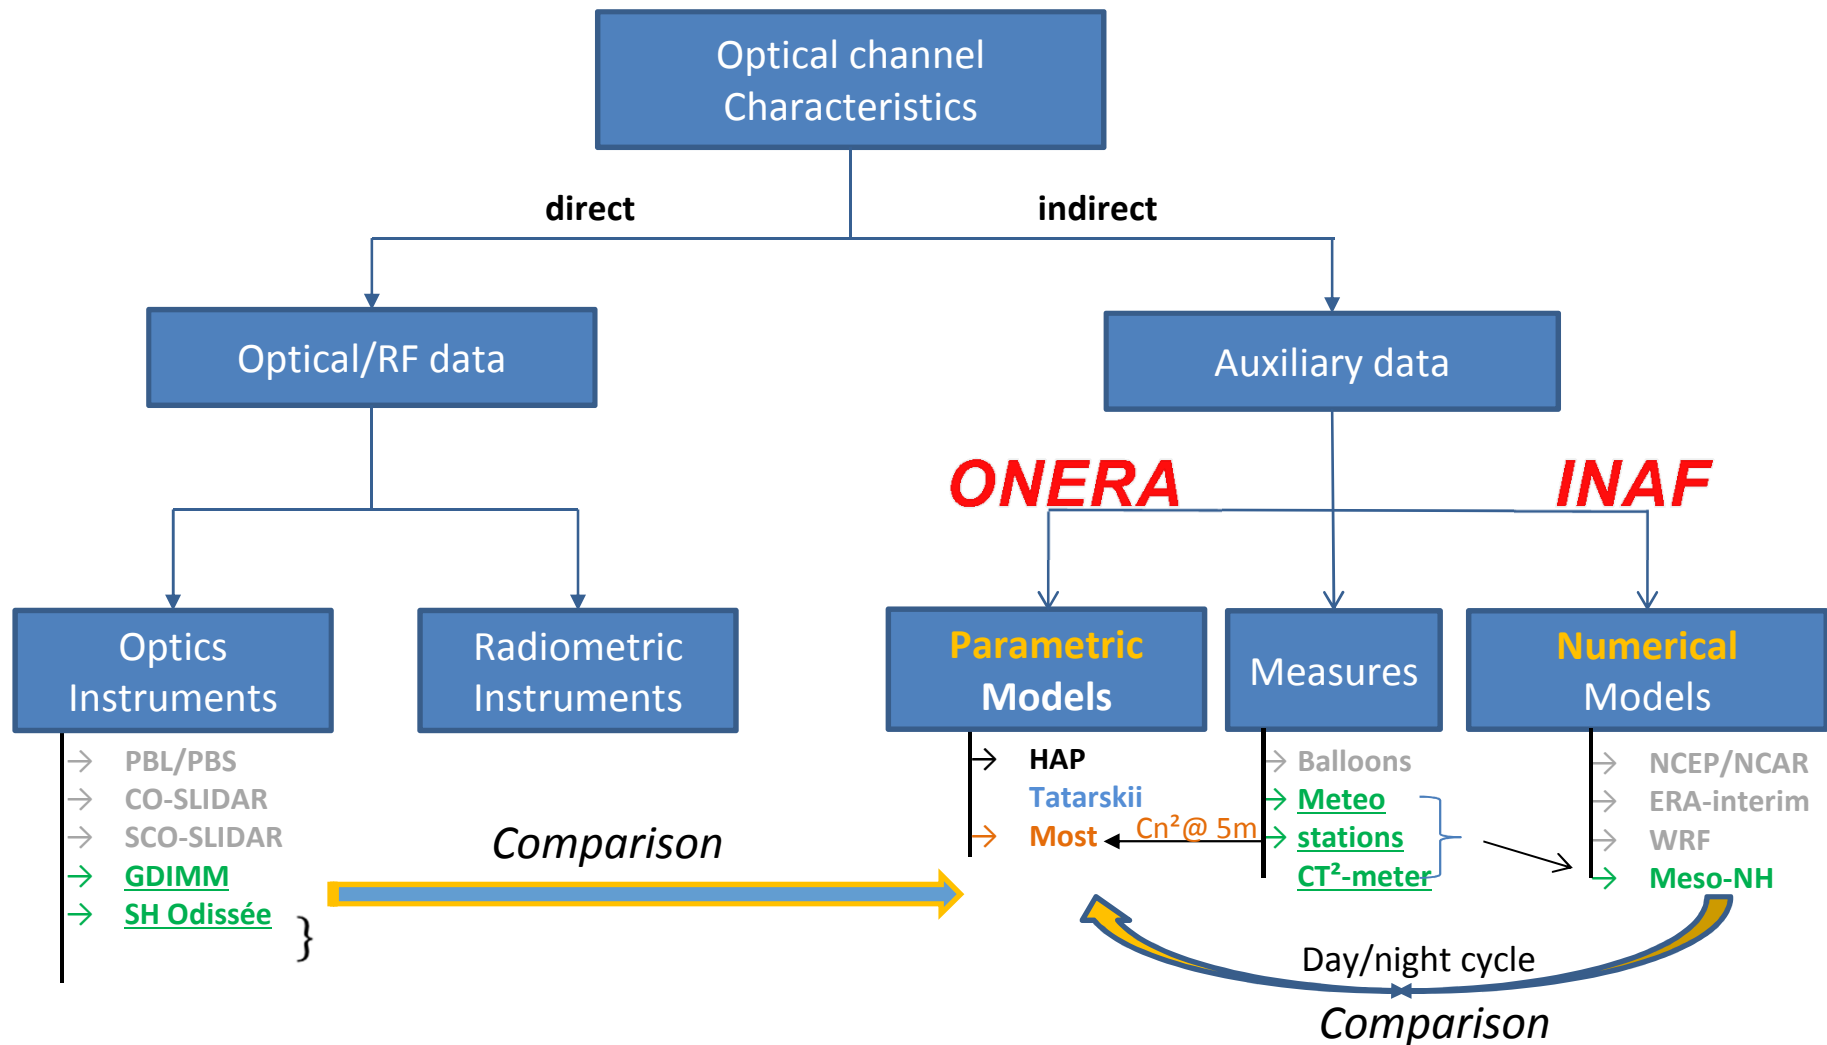 Optical channel
Characteristics
direct
indirect
Optical/RF data
Auxiliary data
ONERA
INAF
Optics
Instruments
Radiometric
Instruments
Parametric
Models
Measures
Numerical
Models
→ PBL/PBS
→ CO-SLIDAR
→ SCO-SLIDAR
→ GDIMM
→ SH Odissée
}
Comparison
→ HAP
Tatarskii
→ Most
Cn²@ 5m
→ Balloons
→ Meteo
→ stations
CT²-meter
→ NCEP/NCAR
→ ERA-interim
→ WRF
→ Meso-NH
Day/night cycle
Comparison